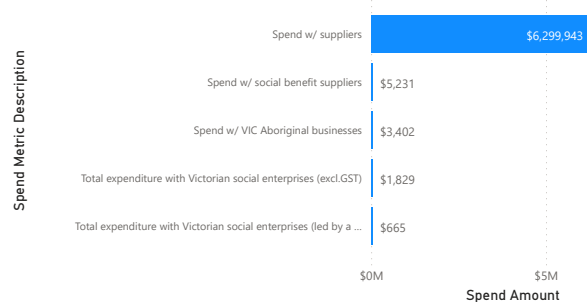 Spend Metric Description
Spend w/ suppliers $6,299,943
Spend w/ social benefit suppliers $5,231
Spend w/ VIC Aboriginal businesses $3,402
Total expenditure with Victorian social enterprises (excl.GST) $1,829
Total expenditure with Victorian social enterprises (led by a ... $665
$0M $5M
Spend Amount